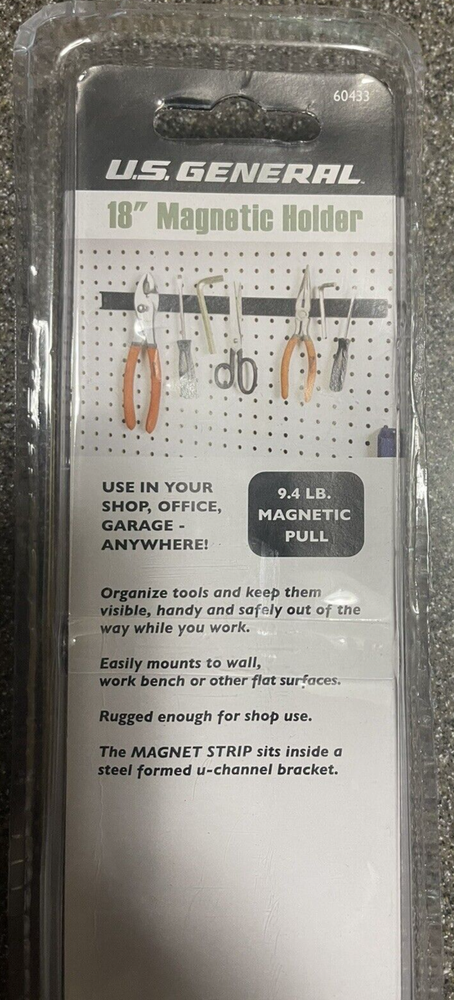 60433
U.S. GENERAL
18" Magnetic Holder
USE IN YOUR
SHOP, OFFICE,
GARAGE -
ANYWHERE!
9.4 LB.
MAGNETIC
PULL
Organize tools and keep them
visible, handy and safely out of the
way while you work.
Easily mounts to wall,
work bench or other flat surfaces.
Rugged enough for shop use.
The MAGNET STRIP sits inside a
steel formed u-channel bracket.